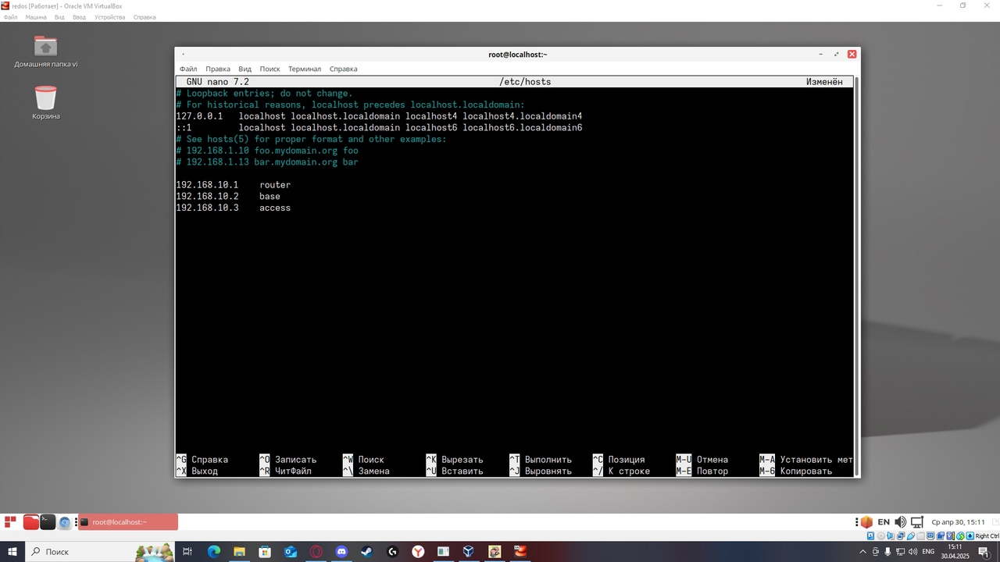 redos [Работает] - Oracle VM VirtualBox
Файл Машина Вид Ввод Устройства Справка
Домашняя папка vi
Корзина
root@localhost:~
Файл Правка Вид Поиск Терминал Справка
GNU nano 7.2 /etc/hosts Изменён
# Loopback entries; do not change.
# For historical reasons, localhost precedes localhost.localdomain:
127.0.0.1 localhost localhost.localdomain localhost4 localhost4.localdomain4
::1 localhost localhost.localdomain localhost6 localhost6.localdomain6
# See hosts(5) for proper format and other examples:
# 192.168.1.10 foo.mydomain.org foo
# 192.168.1.13 bar.mydomain.org bar
192.168.10.1 router
192.168.10.2 base
192.168.10.3 access
^G Справка ^O Записать ^W Поиск ^K Вырезать ^T Выполнить ^C Позиция M-U Отмена M-A Установить мет
^X Выход ^R ЧитФайл ^\ Замена ^U Вставить ^J Выровнять ^/ К строке M-E Повтор M-6 Копировать
root@localhost:~
EN Ср апр 30, 15:11
Right Ctrl
Поиск
ENG
15:11
30.04.2025